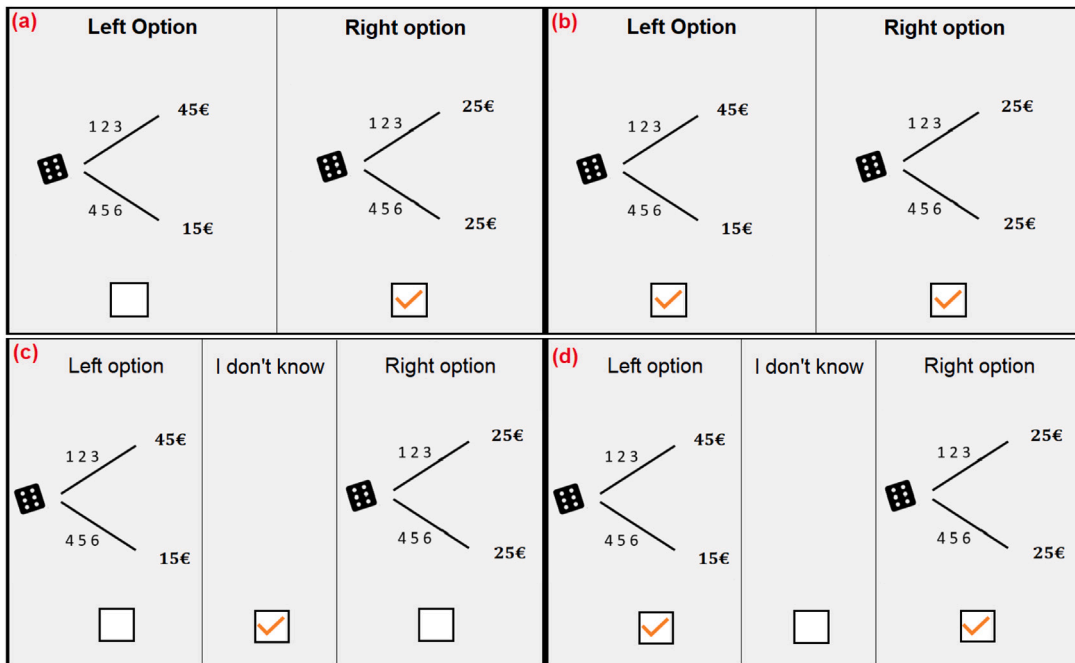 (a)
Left Option
Right option
45€
25€
1 2 3
1 2 3
4 5 6
4 5 6
15€
25€
(b)
Left Option
Right option
45€
25€
1 2 3
1 2 3
4 5 6
4 5 6
15€
25€
(c)
Left option
I don't know
Right option
45€
25€
1 2 3
1 2 3
4 5 6
4 5 6
15€
25€
(d)
Left option
I don't know
Right option
45€
25€
1 2 3
1 2 3
4 5 6
4 5 6
15€
25€